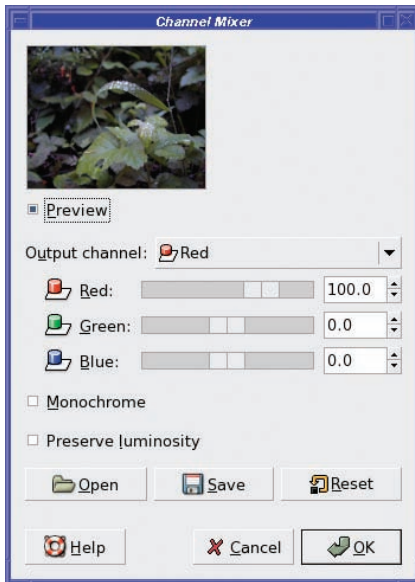 Channel Mixer
Preview
Output channel: Red
Red: 100.0
Green: 0.0
Blue: 0.0
Monochrome
Preserve luminosity
Open Save Reset
Help Cancel OK